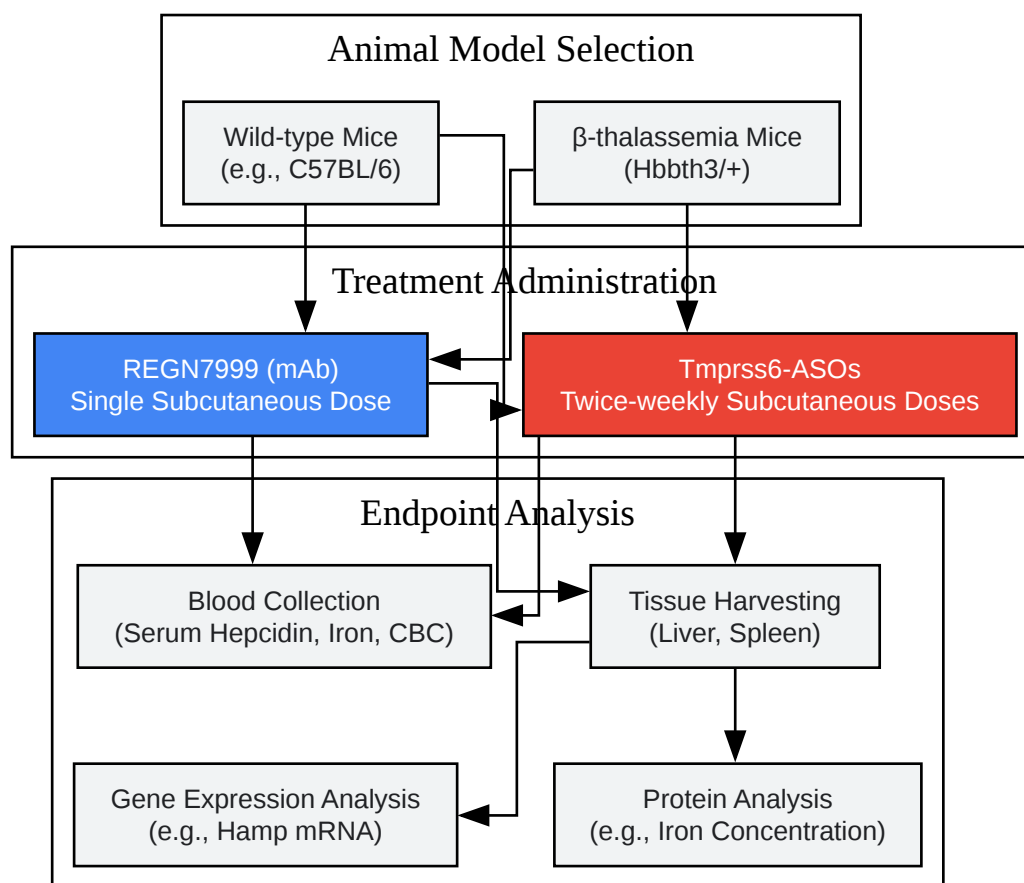 Animal Model Selection
Wild-type Mice
(e.g., C57BL/6)
β-thalassemia Mice
(Hbbth3/+)
Treatment Administration
REGN7999 (mAb)
Single Subcutaneous Dose
Tmprss6-ASOs
Twice-weekly Subcutaneous Doses
Endpoint Analysis
Blood Collection
(Serum Hepcidin, Iron, CBC)
Tissue Harvesting
(Liver, Spleen)
Gene Expression Analysis
(e.g., Hamp mRNA)
Protein Analysis
(e.g., Iron Concentration)